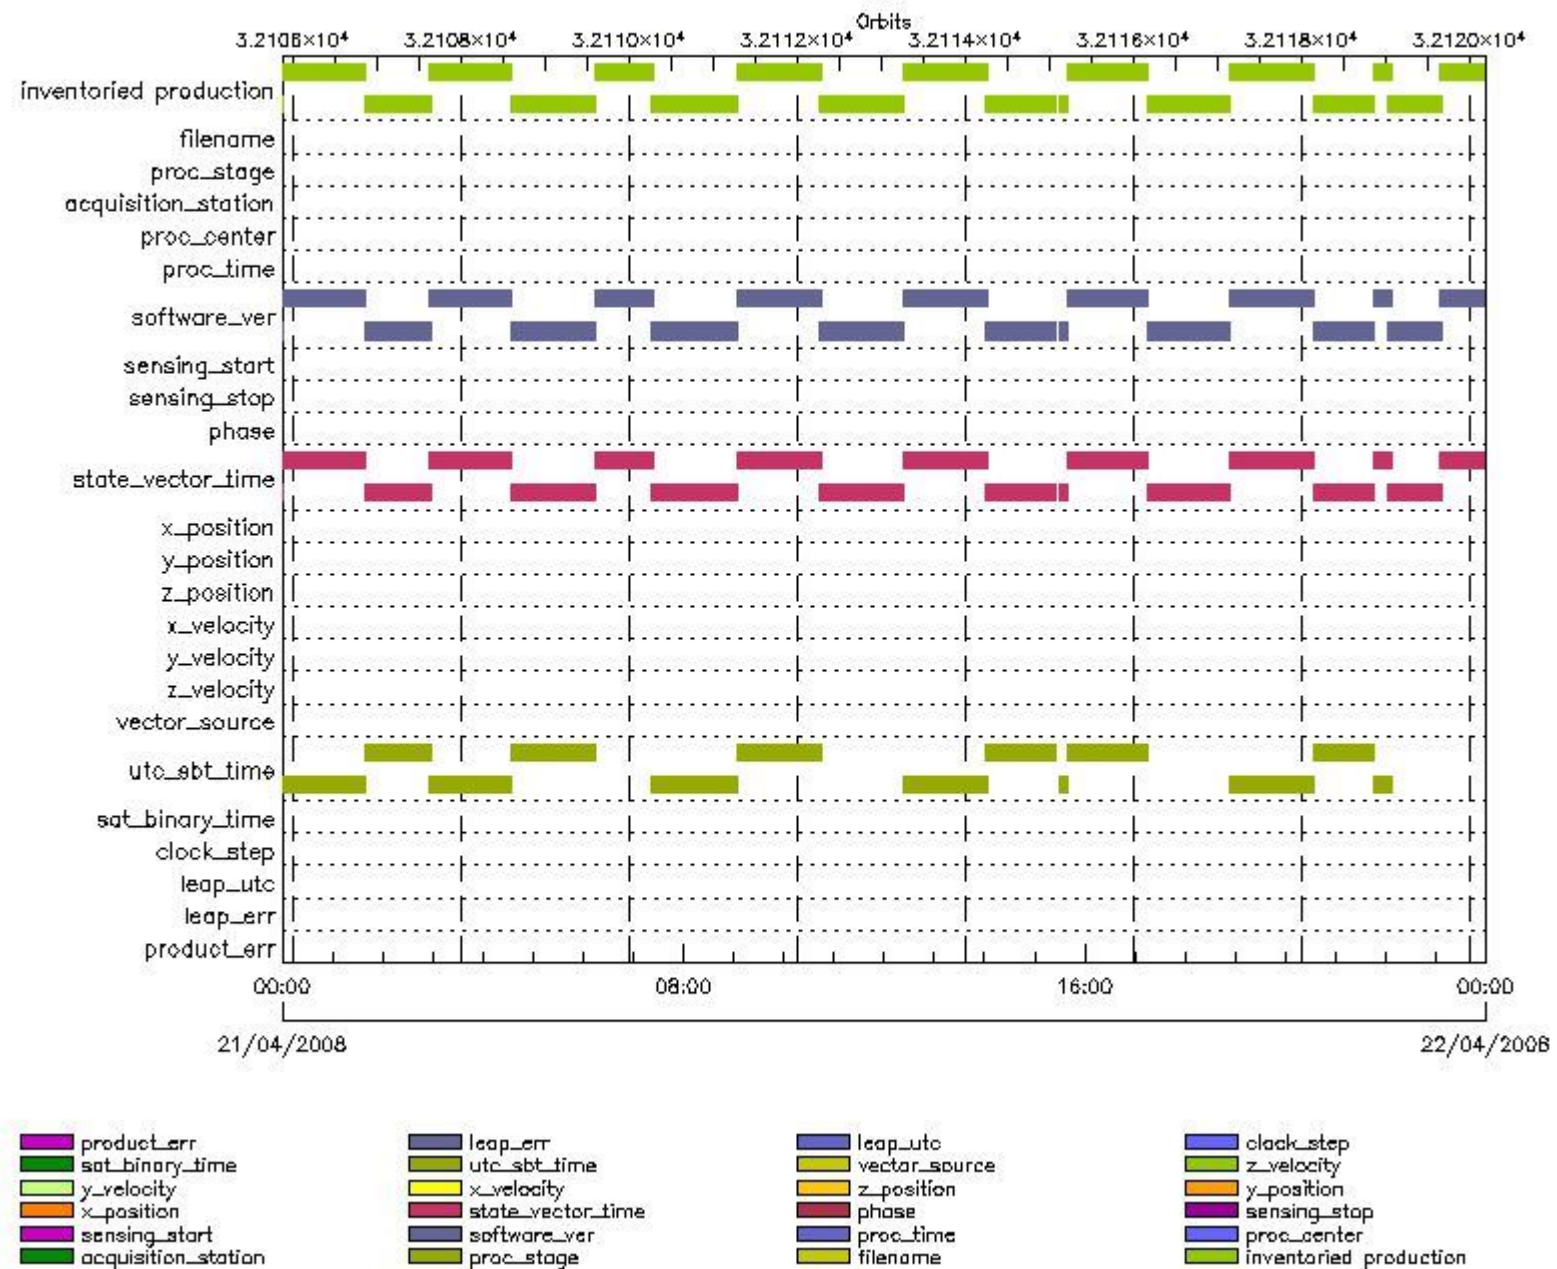 Orbits
3.2106×10⁴ 3.2108×10⁴ 3.2110×10⁴ 3.2112×10⁴ 3.2114×10⁴ 3.2116×10⁴ 3.2118×10⁴ 3.2120×10⁴
inventoried production
filename
proc_stage
acquisition_station
proc_center
proc_time
software_ver
sensing_start
sensing_stop
phase
state_vector_time
x_position
y_position
z_position
x_velocity
y_velocity
z_velocity
vector_source
utc_sbt_time
sat_binary_time
clock_step
leap_utc
leap_err
product_err
00:00 08:00 16:00 00:00
21/04/2008 22/04/2008
product_err leap_err leap_utc clock_step
sat_binary_time utc_sbt_time vector_source z_velocity
y_velocity x_velocity z_position y_position
x_position state_vector_time phase sensing_stop
sensing_start software_ver proc_time proc_center
acquisition_station proc_stage filename inventoried production